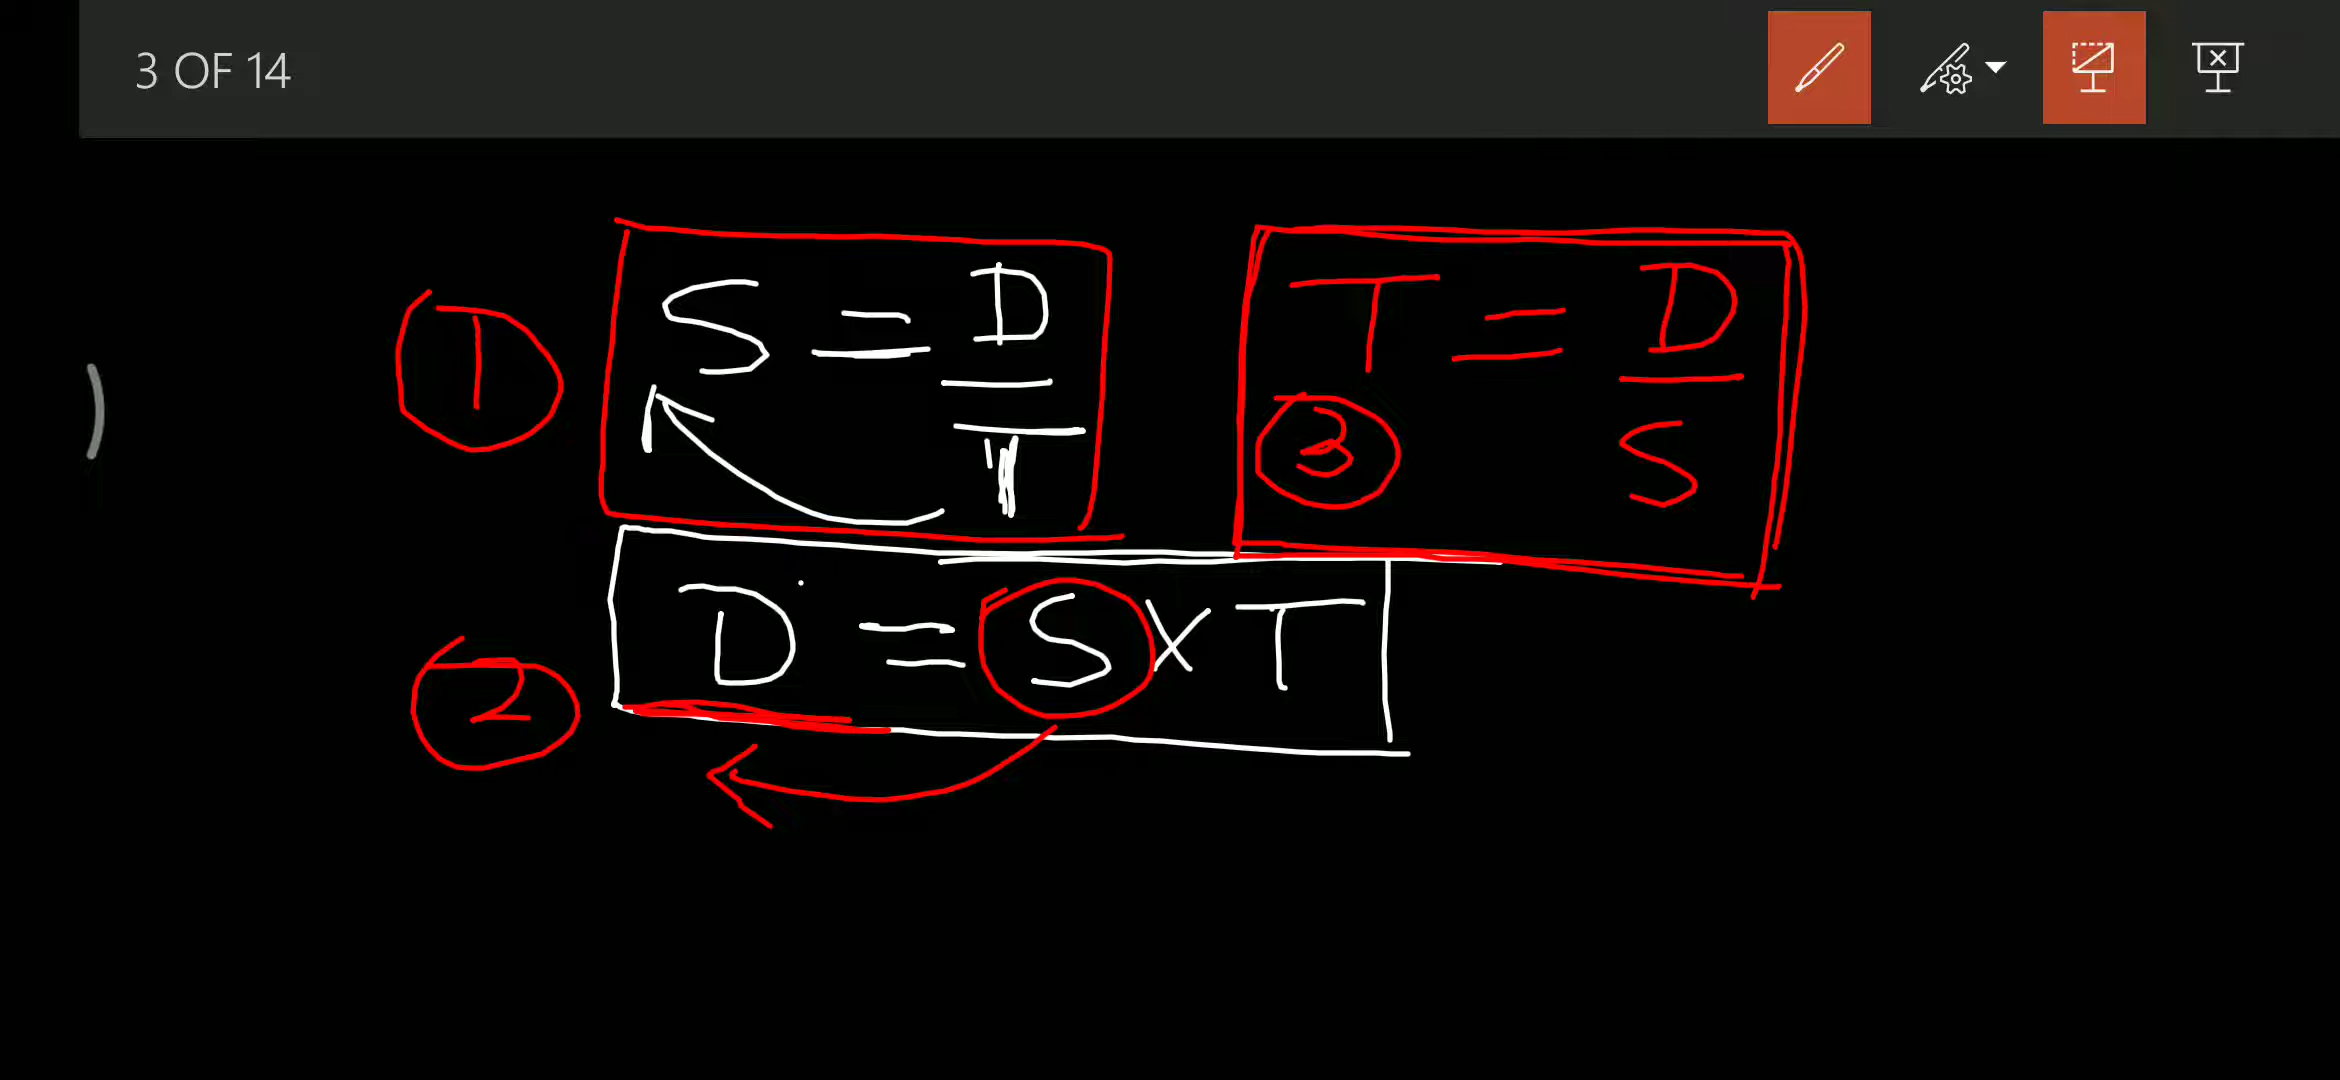 3 OF 14
① S = D/T
③ T = D/S
② D = S X T